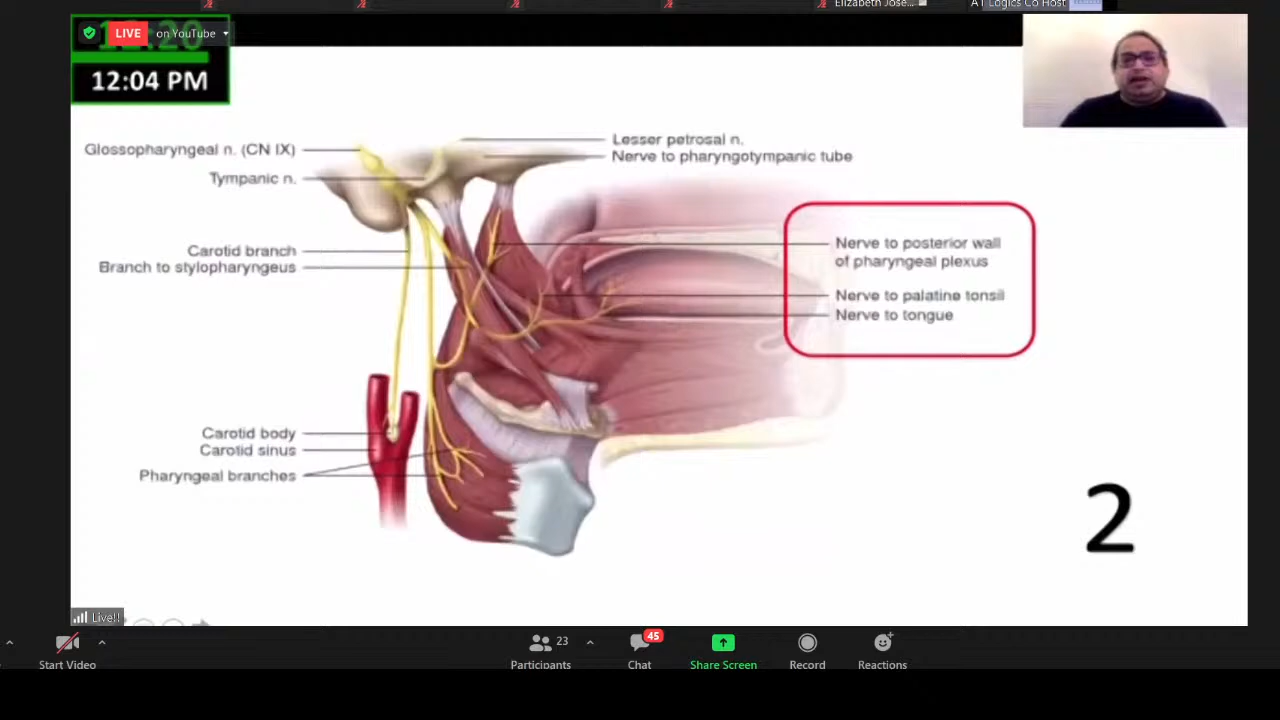 Elizabeth Jose...
A T Logics Co Host
LIVE on YouTube
12:04 PM
Glossopharyngeal n. (CN IX)
Tympanic n.
Lesser petrosal n.
Nerve to pharyngotympanic tube
Carotid branch
Branch to stylopharyngeus
Nerve to posterior wall
of pharyngeal plexus
Nerve to palatine tonsil
Nerve to tongue
Carotid body
Carotid sinus
Pharyngeal branches
2
Live!!
23
45
Start Video
Participants
Chat
Share Screen
Record
Reactions